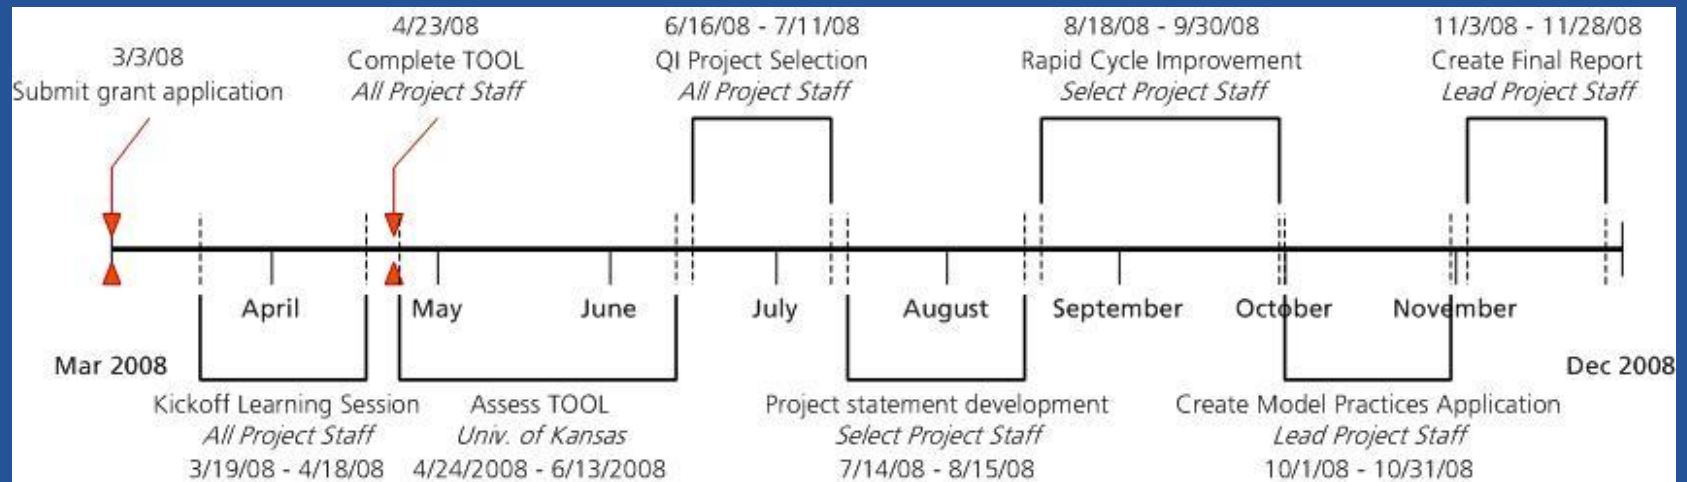 3/3/08
Submit grant application
4/23/08
Complete TOOL
All Project Staff
6/16/08 - 7/11/08
QI Project Selection
All Project Staff
8/18/08 - 9/30/08
Rapid Cycle Improvement
Select Project Staff
11/3/08 - 11/28/08
Create Final Report
Lead Project Staff
April
May
June
July
August
September
October
November
Mar 2008
Dec 2008
Kickoff Learning Session
All Project Staff
3/19/08 - 4/18/08
Assess TOOL
Univ. of Kansas
4/24/2008 - 6/13/2008
Project statement development
Select Project Staff
7/14/08 - 8/15/08
Create Model Practices Application
Lead Project Staff
10/1/08 - 10/31/08